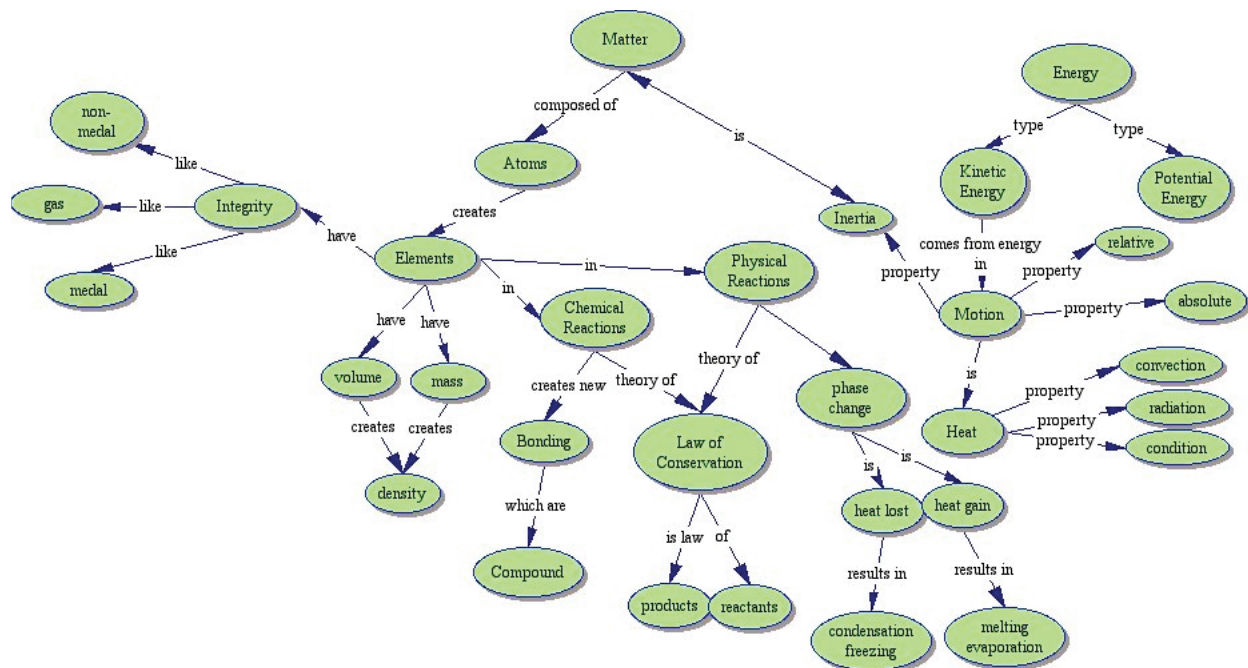 Matter
Energy
non-
medal
composed of
is
type
type
like
Atoms
Kinetic
Energy
Potential
Energy
gas
like
Integrity
creates
Inertia
have
like
comes from energy
in
relative
property
Elements
in
Physical
Reactions
property
medal
in
Chemical
Reactions
Motion
property
absolute
have
have
theory of
is
convection
volume
mass
creates new
theory of
phase
change
property
radiation
creates
creates
Bonding
Law of
Conservation
Heat
property
property
condition
is
is
density
which are
heat lost
heat gain
is law
of
Compound
results in
results in
products
reactants
condensation
freezing
melting
evaporation